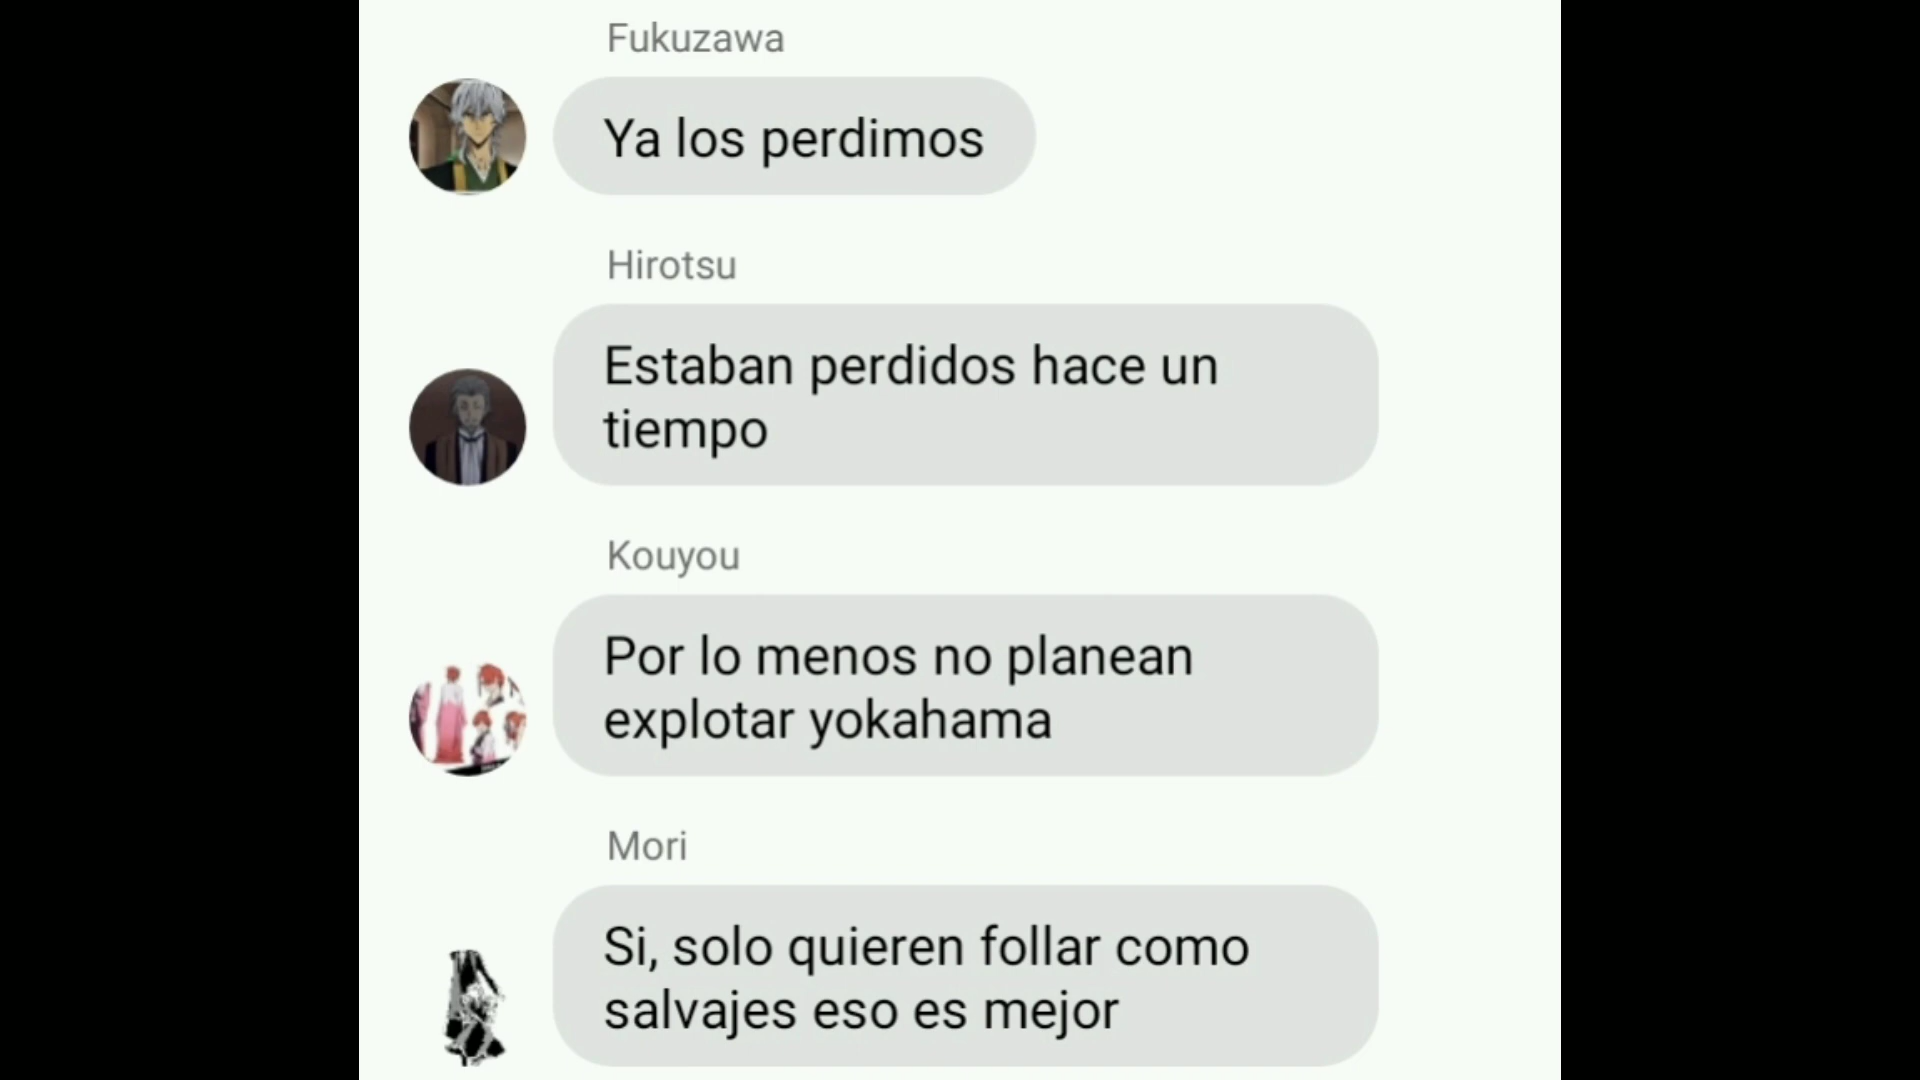 Fukuzawa
Ya los perdimos
Hirotsu
Estaban perdidos hace un
tiempo
Kouyou
Por lo menos no planean
explotar yokahama
Mori
Si, solo quieren follar como
salvajes eso es mejor